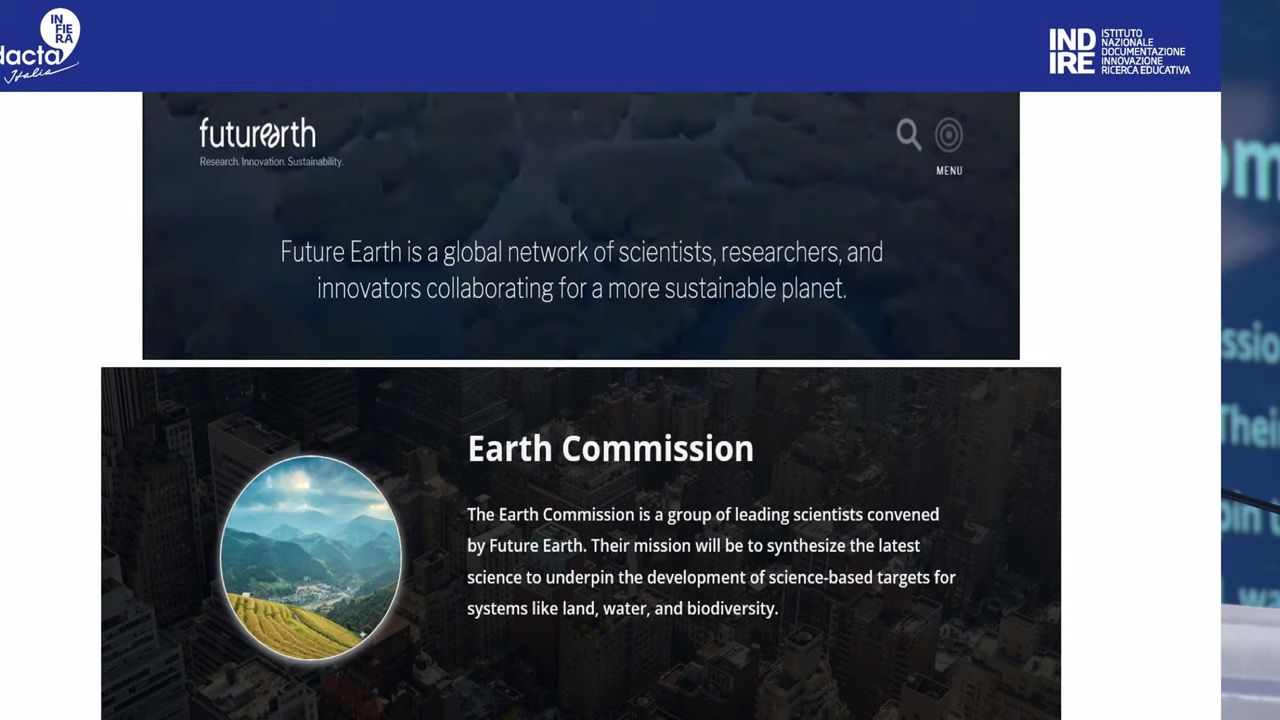 IN
FIE
RA
dacta
Italia
IND
IRE
ISTITUTO
NAZIONALE
DOCUMENTAZIONE
INNOVAZIONE
RICERCA EDUCATIVA
futurearth
Research. Innovation. Sustainability.
MENU
Future Earth is a global network of scientists, researchers, and
innovators collaborating for a more sustainable planet.
Earth Commission
The Earth Commission is a group of leading scientists convened
by Future Earth. Their mission will be to synthesize the latest
science to underpin the development of science-based targets for
systems like land, water, and biodiversity.